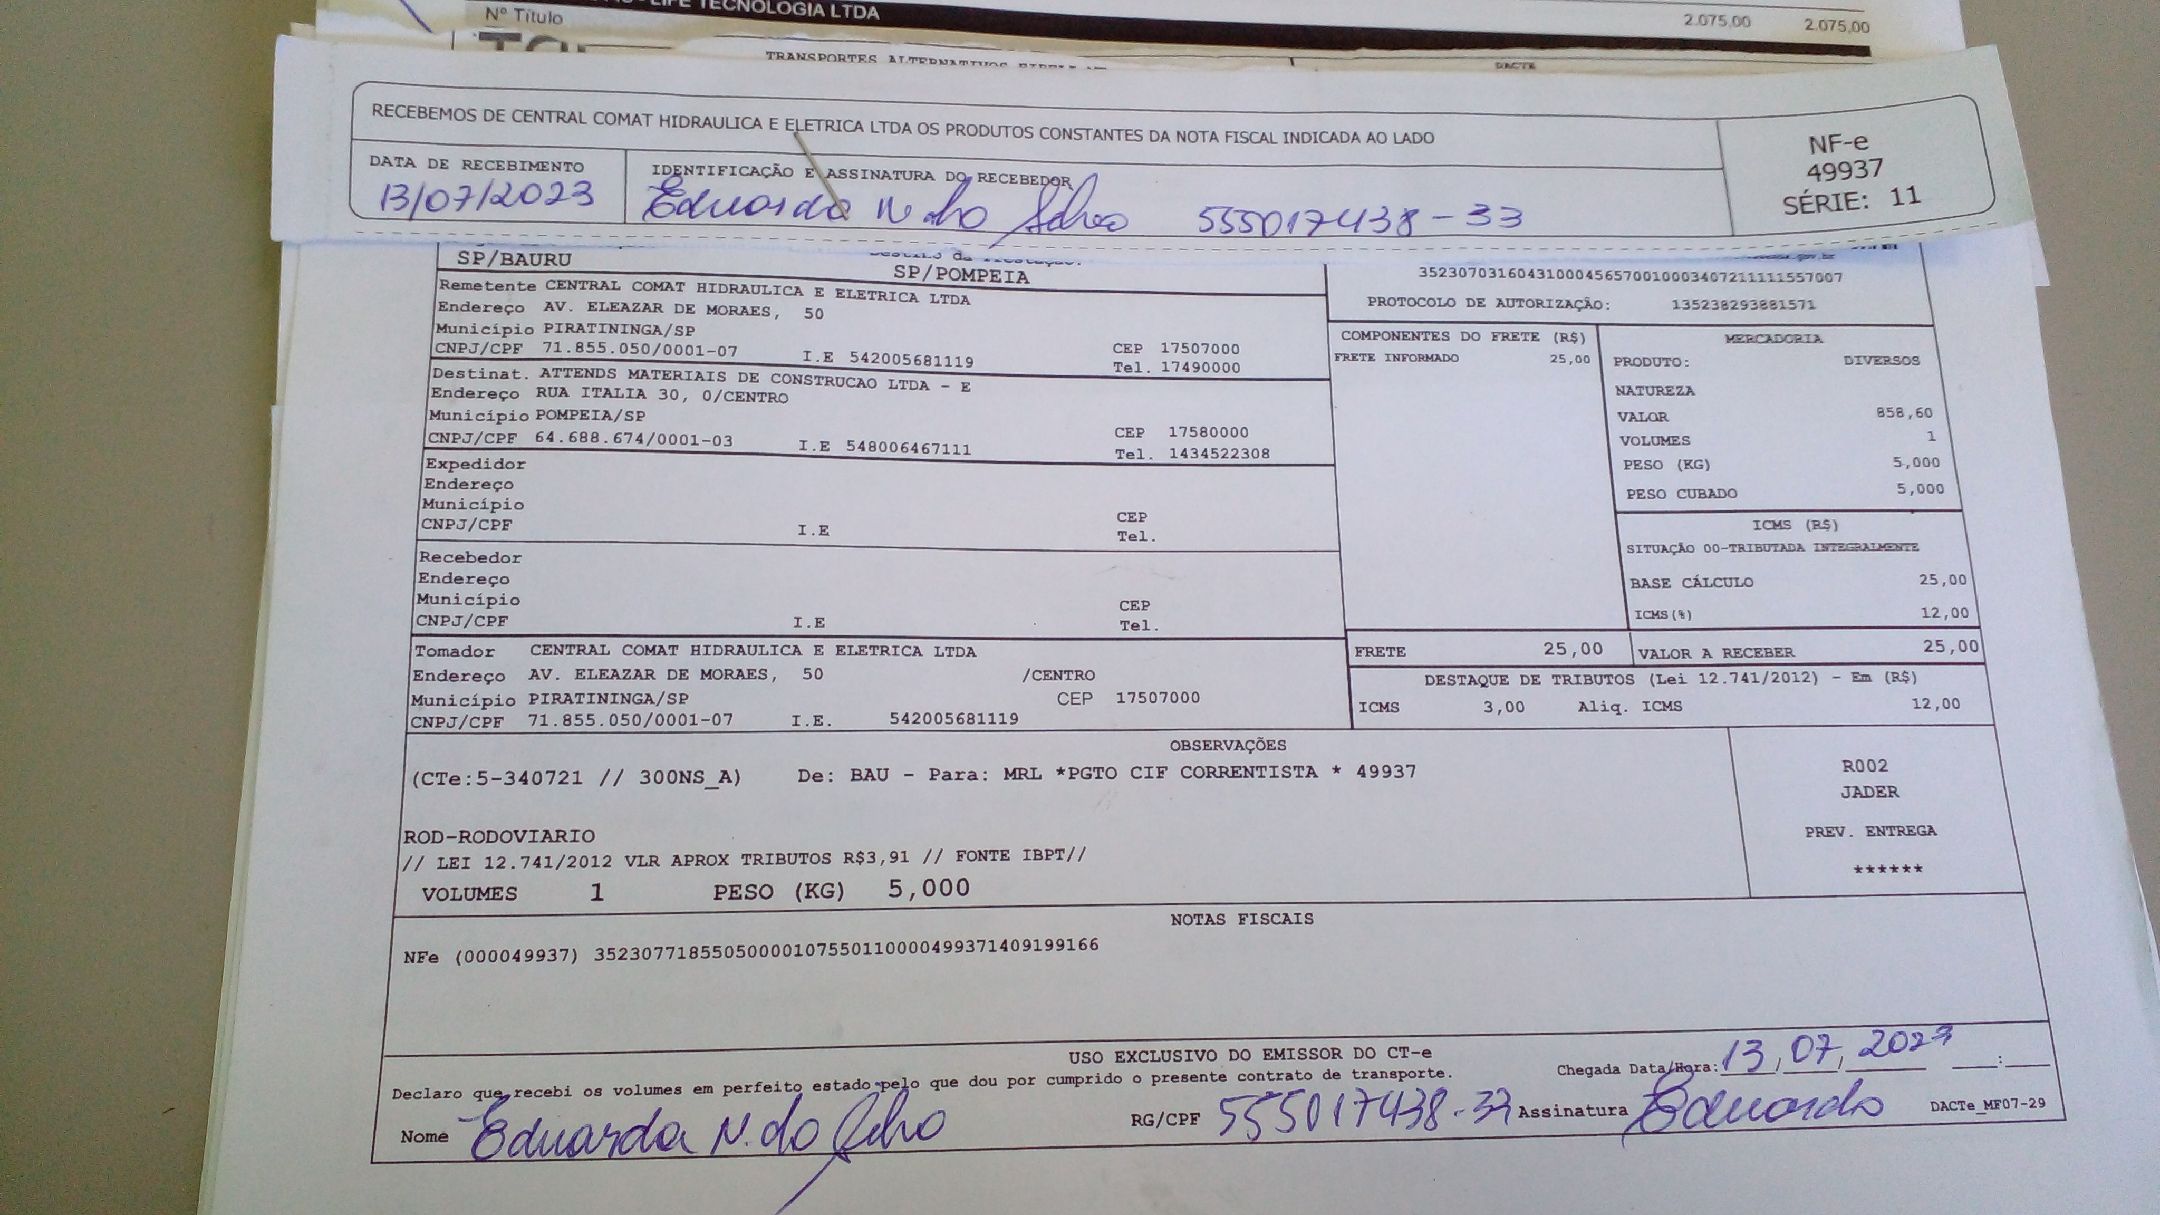 LIFE TECNOLOGIA LTDA
Nº Título
2.075,00 2.075,00
TRANSPORTES ALTERNATIVOS
DACTE
RECEBEMOS DE CENTRAL COMAT HIDRAULICA E ELETRICA LTDA OS PRODUTOS CONSTANTES DA NOTA FISCAL INDICADA AO LADO
NF-e
49937
SÉRIE: 11
DATA DE RECEBIMENTO
13/07/2023
IDENTIFICAÇÃO E ASSINATURA DO RECEBEDOR
Eduarda N. 555017438-33
SP/BAURU
SP/POMPEIA
35230703160431000456570010003407211111557007
PROTOCOLO DE AUTORIZAÇÃO: 135238293881571
Remetente CENTRAL COMAT HIDRAULICA E ELETRICA LTDA
Endereço AV. ELEAZAR DE MORAES, 50
Município PIRATININGA/SP
CNPJ/CPF 71.855.050/0001-07 I.E 542005681119
CEP 17507000
Tel. 17490000
Destinat. ATTENDS MATERIAIS DE CONSTRUCAO LTDA - E
Endereço RUA ITALIA 30, 0/CENTRO
Município POMPEIA/SP
CNPJ/CPF 64.688.674/0001-03 I.E 548006467111
CEP 17580000
Tel. 1434522308
Expedidor
Endereço
Município
CNPJ/CPF I.E
CEP
Tel.
Recebedor
Endereço
Município
CNPJ/CPF I.E
CEP
Tel.
Tomador CENTRAL COMAT HIDRAULICA E ELETRICA LTDA
Endereço AV. ELEAZAR DE MORAES, 50 /CENTRO
Município PIRATININGA/SP CEP 17507000
CNPJ/CPF 71.855.050/0001-07 I.E. 542005681119
COMPONENTES DO FRETE (R$)
FRETE INFORMADO 25,00
MERCADORIA
PRODUTO: DIVERSOS
NATUREZA
VALOR 858,60
VOLUMES 1
PESO (KG) 5,000
PESO CUBADO 5,000
ICMS (R$)
SITUAÇÃO 00-TRIBUTADA INTEGRALMENTE
BASE CÁLCULO 25,00
ICMS(%) 12,00
FRETE 25,00 VALOR A RECEBER 25,00
DESTAQUE DE TRIBUTOS (Lei 12.741/2012) - Em (R$)
ICMS 3,00 Aliq. ICMS 12,00
OBSERVAÇÕES
(CTe:5-340721 // 300NS_A) De: BAU - Para: MRL *PGTO CIF CORRENTISTA * 49937
ROD-RODOVIARIO
// LEI 12.741/2012 VLR APROX TRIBUTOS R$3,91 // FONTE IBPT//
VOLUMES 1 PESO (KG) 5,000
R002
JADER
PREV. ENTREGA
******
NOTAS FISCAIS
NFe (000049937) 35230771855050000107550110000499371409199166
USO EXCLUSIVO DO EMISSOR DO CT-e
Declaro que recebi os volumes em perfeito estado pelo que dou por cumprido o presente contrato de transporte.
Chegada Data/Hora: 13, 07, 2023 :
Nome Eduarda N. do RG/CPF 555017438-33 Assinatura Eduarda DACTe_MF07-29